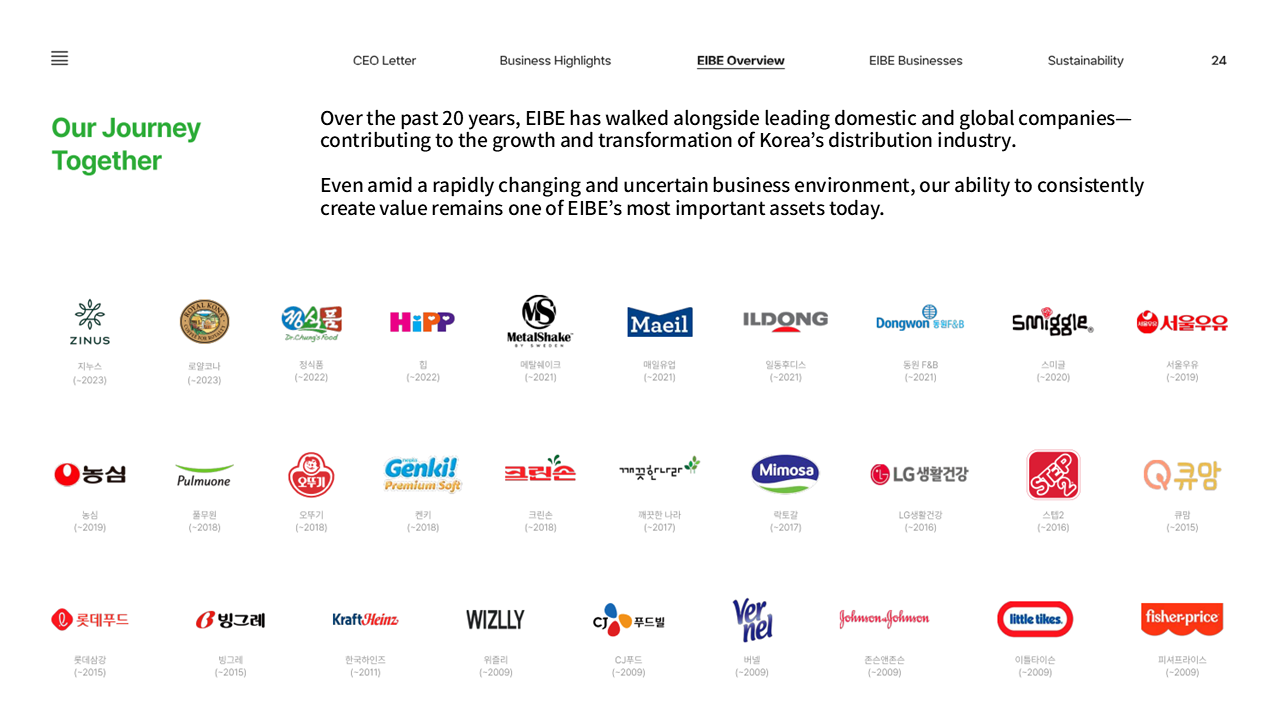 CEO Letter
Business Highlights
EIBE Overview
EIBE Businesses
Sustainability
24
Our Journey
Together
Over the past 20 years, EIBE has walked alongside leading domestic and global companies—
contributing to the growth and transformation of Korea’s distribution industry.
Even amid a rapidly changing and uncertain business environment, our ability to consistently
create value remains one of EIBE’s most important assets today.
ZINUS
지누스
(~2023)
ROYAL KONA
로얄코나
(~2023)
정식품
Dr.Chung's Food
정식품
(~2022)
HiPP
힙
(~2022)
MS
MetalShake
BY SWEDEN
메탈쉐이크
(~2021)
Maeil
매일유업
(~2021)
ILDONG
일동후디스
(~2021)
Dongwon 동원F&B
동원 F&B
(~2021)
Smiggle®
스미글
(~2020)
서울우유 서울우유
서울우유
(~2019)
농심
농심
(~2019)
Pulmuone
풀무원
(~2018)
오뚜기
오뚜기
(~2018)
Genki!
Premium Soft
켄키
(~2018)
크린손
크린손
(~2018)
깨끗한나라
깨끗한 나라
(~2017)
Mimosa
락토갈
(~2017)
LG생활건강
LG생활건강
(~2016)
STEP2
스텝2
(~2016)
큐맘
큐맘
(~2015)
롯데푸드
롯데삼강
(~2015)
빙그레
빙그레
(~2015)
KraftHeinz
한국하인즈
(~2011)
WIZLLY
위즐리
(~2009)
CJ 푸드빌
CJ푸드
(~2009)
Vernel
버넬
(~2009)
Johnson&Johnson
존슨앤존슨
(~2009)
little tikes.
이틀타이슨
(~2009)
fisher-price
피셔프라이스
(~2009)